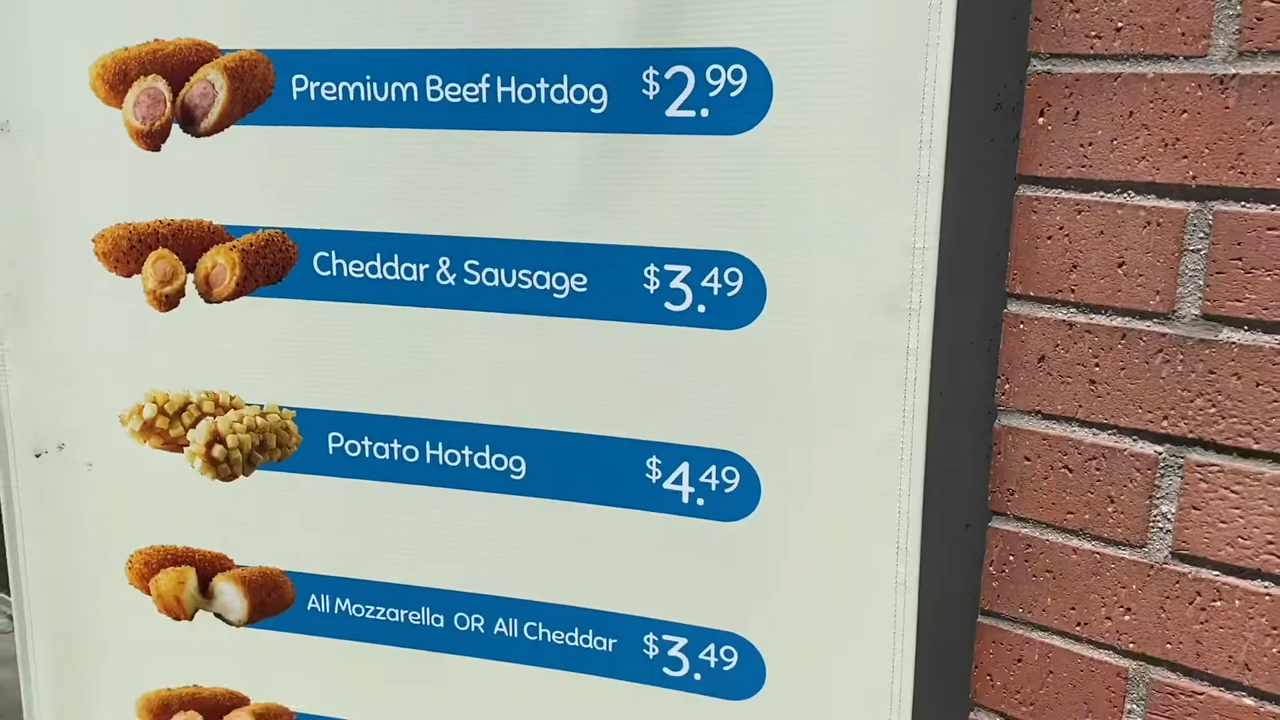 Premium Beef Hotdog $2.99
Cheddar & Sausage $3.49
Potato Hotdog $4.49
All Mozzarella OR All Cheddar $3.49